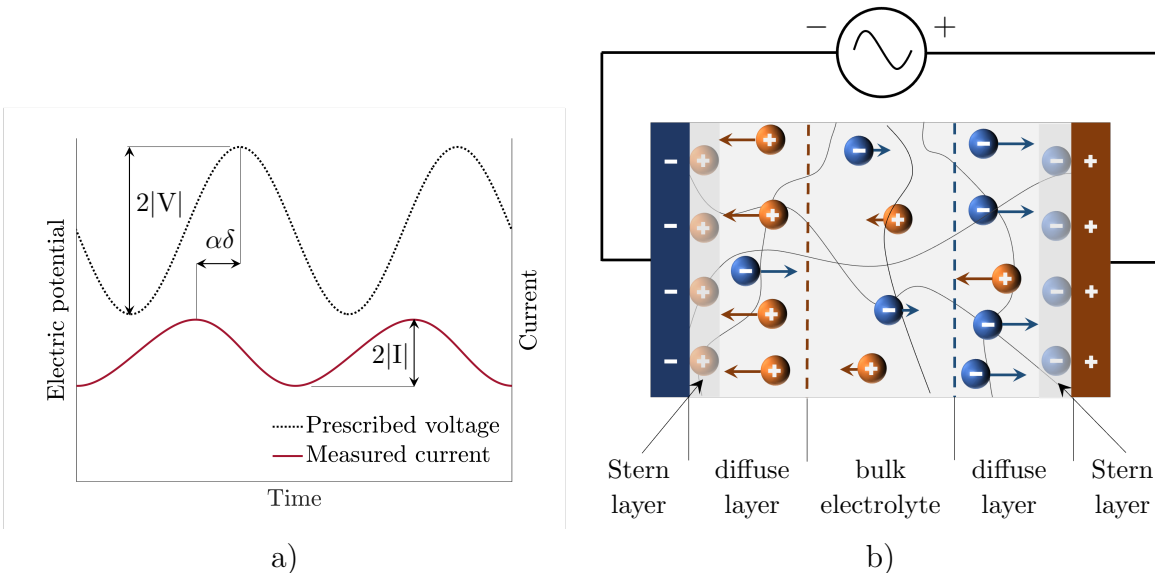 Electric potential
2|V|
αδ
2|I|
Current
Prescribed voltage
Measured current
Time
a)
− +
- + + - - +
- + + + - - +
- + - + + - +
- + + + - - - +
Stern
layer
diffuse
layer
bulk
electrolyte
diffuse
layer
Stern
layer
b)